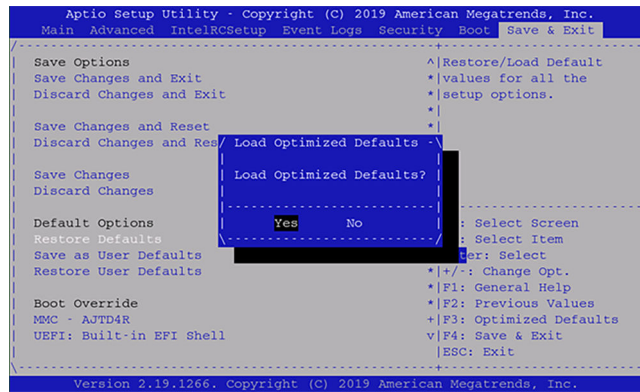 Aptio Setup Utility - Copyright (C) 2019 American Megatrends, Inc.
Main Advanced IntelRCSetup Event Logs Security Boot Save & Exit
Save Options
Save Changes and Exit
Discard Changes and Exit
Save Changes and Reset
Discard Changes and Res
Save Changes
Discard Changes
Default Options
Restore Defaults
Save as User Defaults
Restore User Defaults
Boot Override
MMC - AJTD4R
UEFI: Built-in EFI Shell
Load Optimized Defaults
Load Optimized Defaults?
Yes No
Restore/Load Default
values for all the
setup options.
: Select Screen
: Select Item
ter: Select
+/-: Change Opt.
F1: General Help
F2: Previous Values
F3: Optimized Defaults
F4: Save & Exit
ESC: Exit
Version 2.19.1266. Copyright (C) 2019 American Megatrends, Inc.